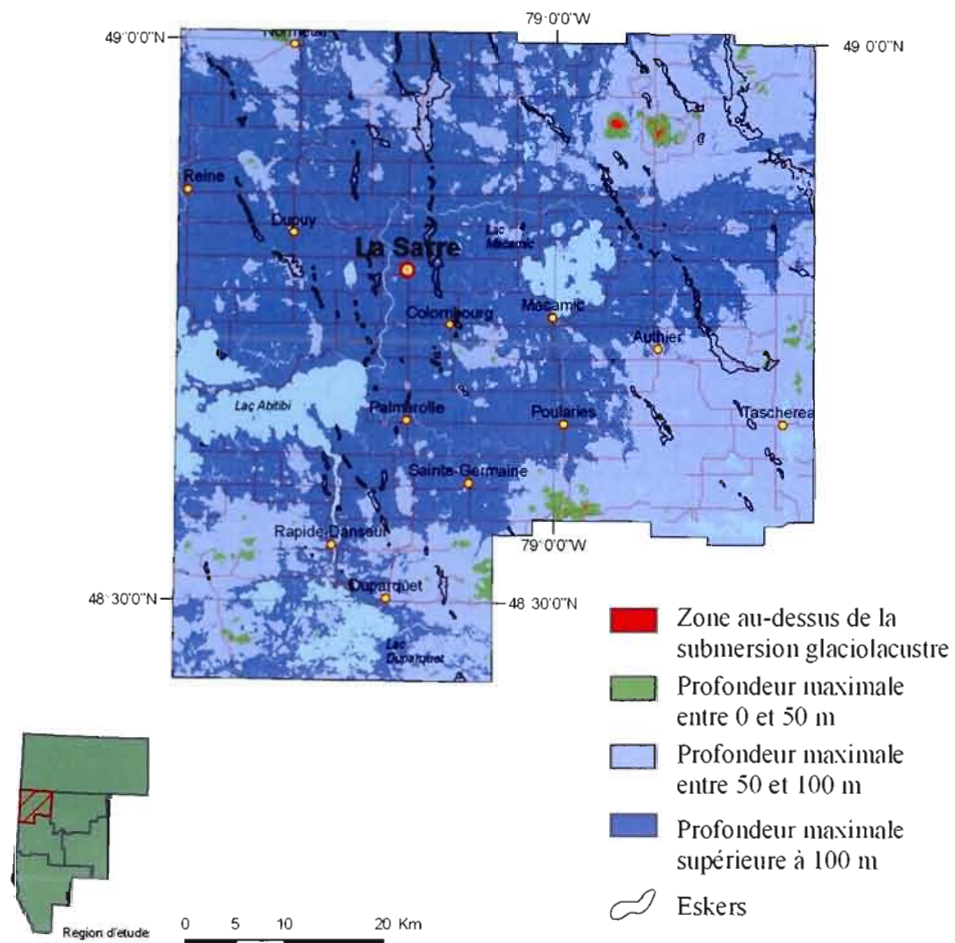 79°0'0"W
49°0'0"N
49 0'0"N
Normétal
Reine
Dupuy
La Sarre
Lac Macamic
Colombourg
Macamic
Authier
Lac Abitibi
Palmarolle
Poularies
Tascherea
Sainte-Germaine
Rapide-Danseur
79°0'0"W
Duparquet
48°30'0"N
48 30'0"N
Lac
Duparquet
Zone au-dessus de la
submersion glaciolacustre
Profondeur maximale
entre 0 et 50 m
Profondeur maximale
entre 50 et 100 m
Profondeur maximale
supérieure à 100 m
Eskers
Région d'étude
0 5 10 20 Km